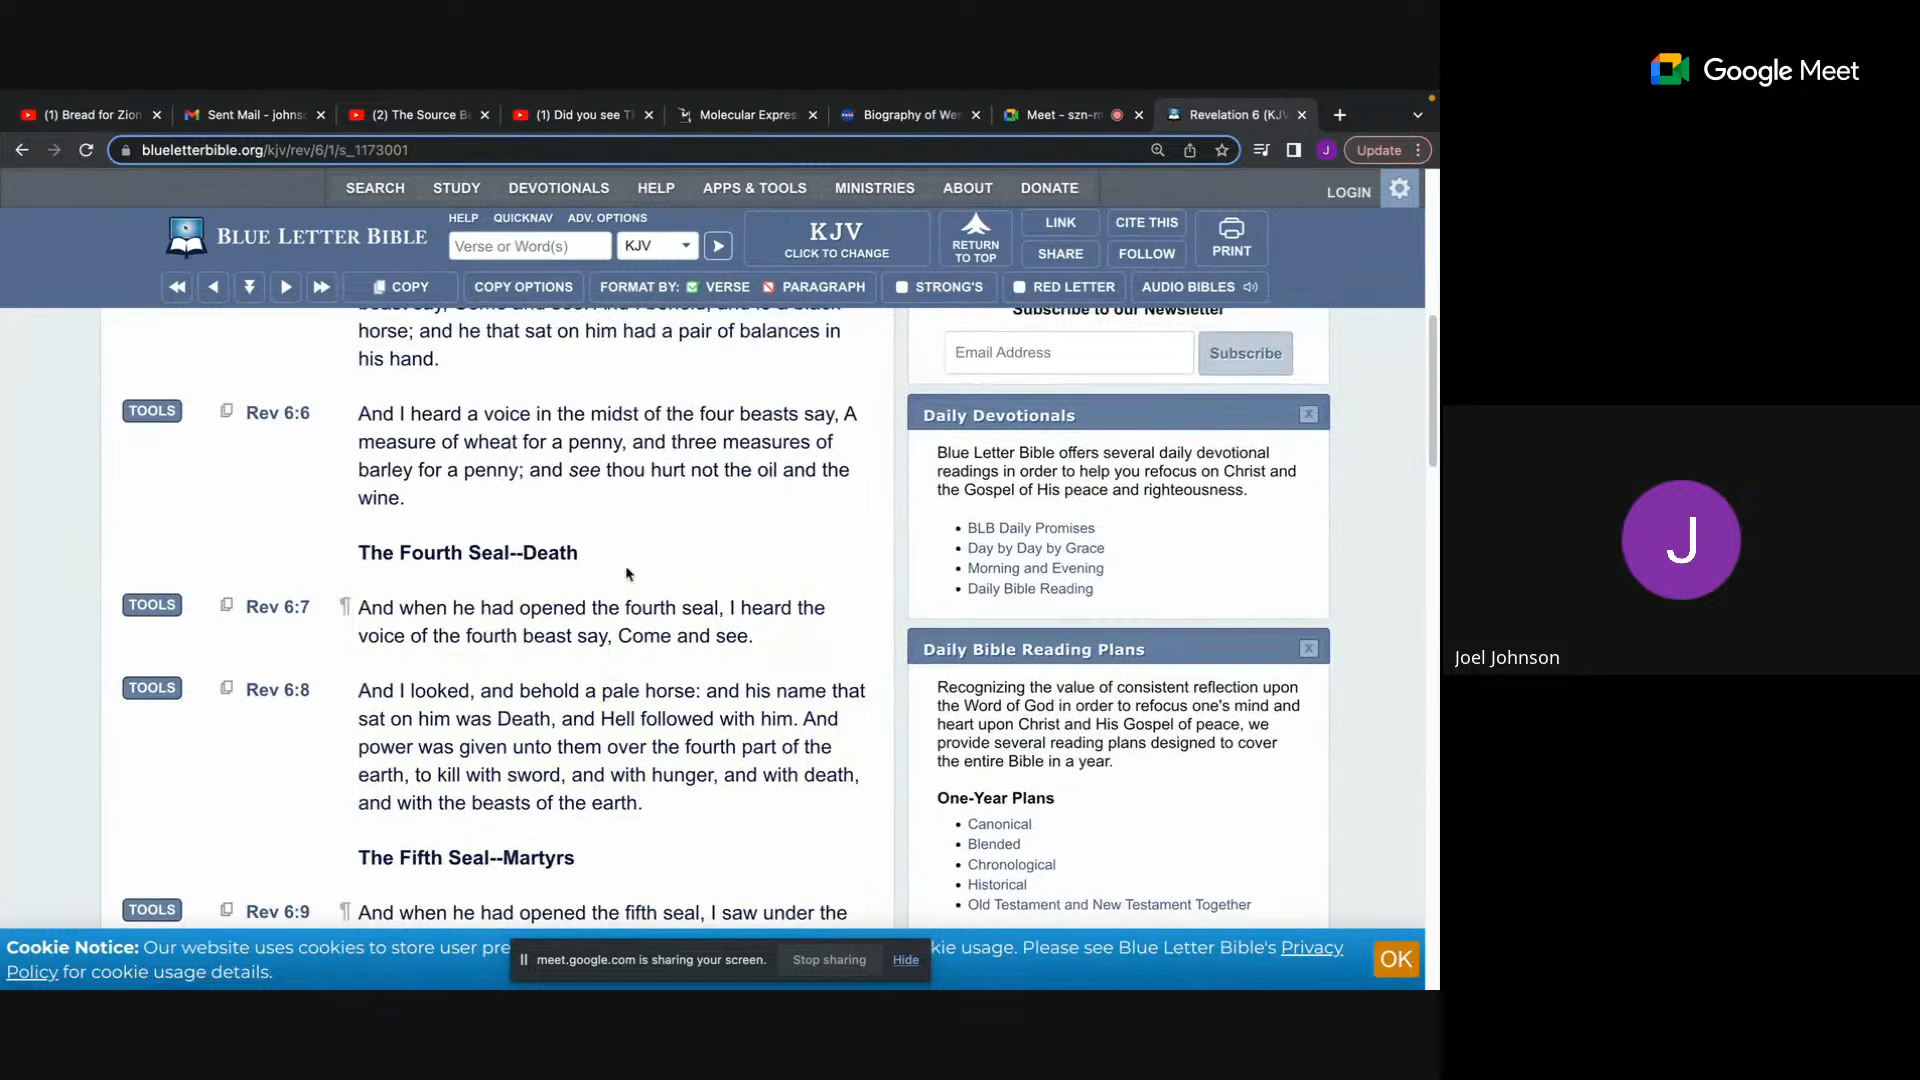 Google Meet
(1) Bread for Zion
Sent Mail - johns
(2) The Source Be
(1) Did you see T
Molecular Expres
Biography of Wer
Meet - szn-m
Revelation 6 (KJV
blueletterbible.org/kjv/rev/6/1/s_1173001
J
Update
SEARCH STUDY DEVOTIONALS HELP APPS & TOOLS MINISTRIES ABOUT DONATE
LOGIN
BLUE LETTER BIBLE
HELP QUICKNAV ADV. OPTIONS
Verse or Word(s)
KJV
KJV
CLICK TO CHANGE
RETURN
TO TOP
LINK
CITE THIS
SHARE
FOLLOW
PRINT
COPY
COPY OPTIONS
FORMAT BY: VERSE PARAGRAPH
STRONG'S
RED LETTER
AUDIO BIBLES
horse; and he that sat on him had a pair of balances in
his hand.
TOOLS
Rev 6:6
And I heard a voice in the midst of the four beasts say, A
measure of wheat for a penny, and three measures of
barley for a penny; and see thou hurt not the oil and the
wine.
The Fourth Seal--Death
TOOLS
Rev 6:7
¶ And when he had opened the fourth seal, I heard the
voice of the fourth beast say, Come and see.
TOOLS
Rev 6:8
And I looked, and behold a pale horse: and his name that
sat on him was Death, and Hell followed with him. And
power was given unto them over the fourth part of the
earth, to kill with sword, and with hunger, and with death,
and with the beasts of the earth.
The Fifth Seal--Martyrs
TOOLS
Rev 6:9
¶ And when he had opened the fifth seal, I saw under the
Subscribe to our Newsletter
Email Address
Subscribe
Daily Devotionals
X
Blue Letter Bible offers several daily devotional
readings in order to help you refocus on Christ and
the Gospel of His peace and righteousness.
• BLB Daily Promises
• Day by Day by Grace
• Morning and Evening
• Daily Bible Reading
Daily Bible Reading Plans
X
Recognizing the value of consistent reflection upon
the Word of God in order to refocus one's mind and
heart upon Christ and His Gospel of peace, we
provide several reading plans designed to cover
the entire Bible in a year.
One-Year Plans
• Canonical
• Blended
• Chronological
• Historical
• Old Testament and New Testament Together
Cookie Notice: Our website uses cookies to store user pre
kie usage. Please see Blue Letter Bible's Privacy
Policy for cookie usage details.
OK
meet.google.com is sharing your screen.
Stop sharing
Hide
J
Joel Johnson